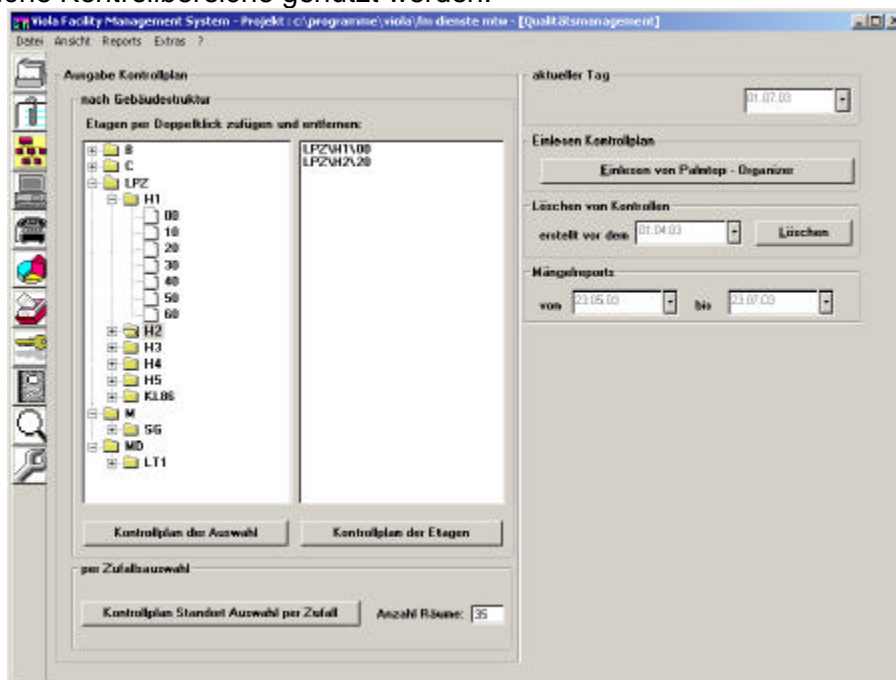 che Kontrollbereiche genutzt werden.
Viola Facility Management System - Projekt : c:\programme\viola\fm dienste mtw - [Qualitätsmanagement]
Datei Ansicht Reports Extras ?
Ausgabe Kontrollplan
nach Gebäudestruktur
Etagen per Doppelklick zufügen und entfernen:
B
C
LPZ
H1
00
10
20
30
40
50
60
H2
H3
H4
H5
KL86
M
SG
MD
LT1
LPZ\H1\00
LPZ\H2\20
Kontrollplan der Auswahl
Kontrollplan der Etagen
per Zufallsauswahl
Kontrollplan Standort Auswahl per Zufall
Anzahl Räume: 35
aktueller Tag
01.07.03
Einlesen Kontrollplan
Einlesen von Palmtop - Organizer
Löschen von Kontrollen
erstellt vor dem 01.04.03 Löschen
Mängelreports
von 23.05.03 bis 23.07.03